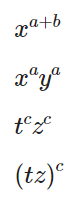 x^{a+b}
x^a y^a
t^c z^c
(tz)^c